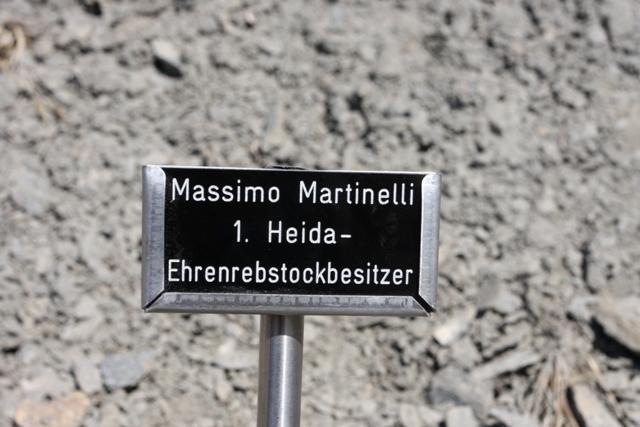 Massimo Martinelli
1. Heida-
Ehrenrebstockbesitzer